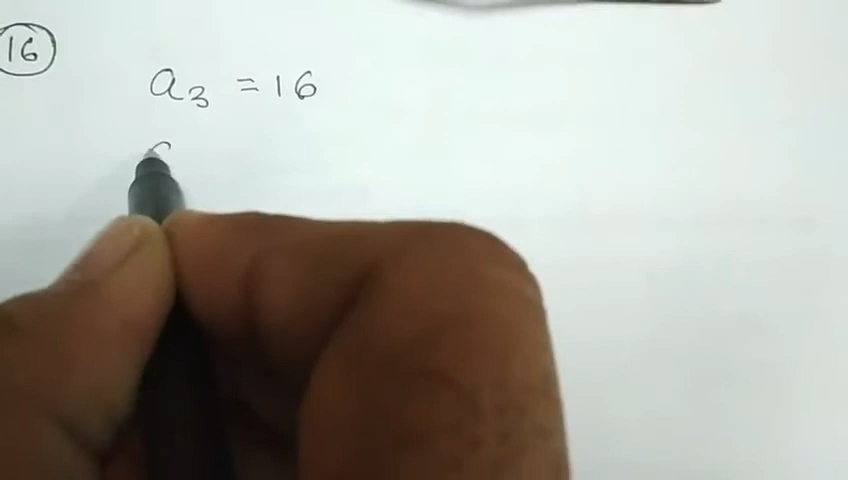 16
a₃ = 16